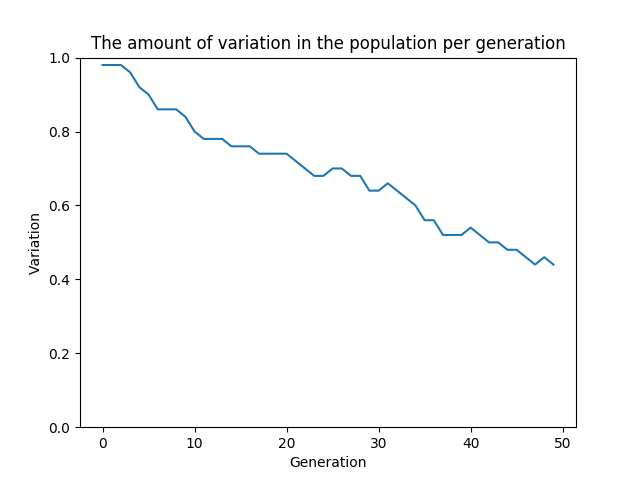 The amount of variation in the population per generation
1.0
0.8
0.6
0.4
0.2
0.0
Variation
0 10 20 30 40 50
Generation